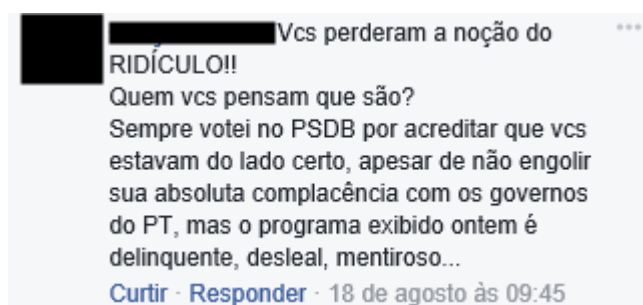 Vcs perderam a noção do
RIDÍCULO!!
Quem vcs pensam que são?
Sempre votei no PSDB por acreditar que vcs
estavam do lado certo, apesar de não engolir
sua absoluta complacência com os governos
do PT, mas o programa exibido ontem é
delinquente, desleal, mentiroso...
Curtir · Responder · 18 de agosto às 09:45